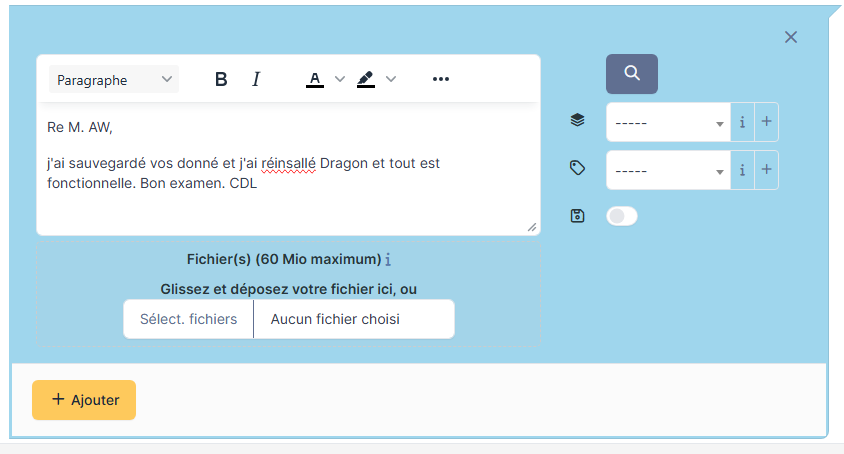 Paragraphe
B I A
-----
Re M. AW,
j'ai sauvegardé vos donné et j'ai réinsallé Dragon et tout est
fonctionnelle. Bon examen. CDL
-----
Fichier(s) (60 Mio maximum)
Glissez et déposez votre fichier ici, ou
Sélect. fichiers Aucun fichier choisi
+ Ajouter